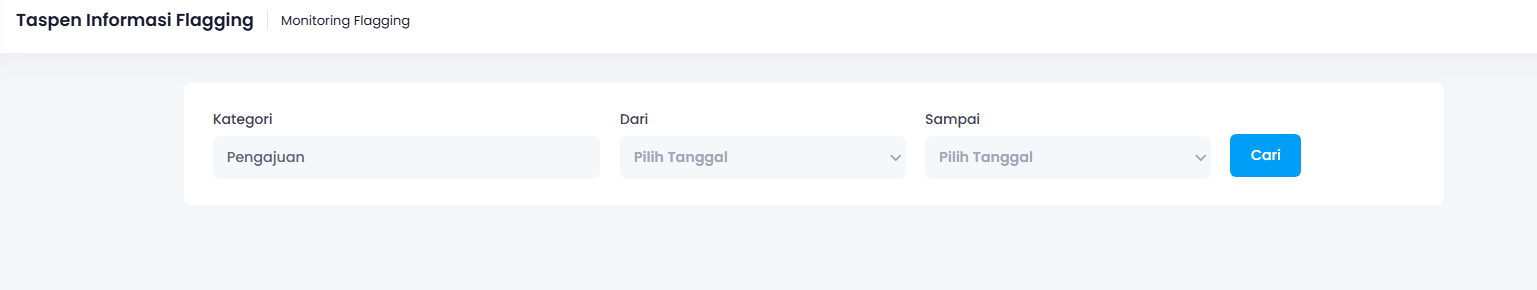 Taspen Informasi Flagging Monitoring Flagging
Kategori Dari Sampai
Pengajuan Pilih Tanggal Pilih Tanggal Cari